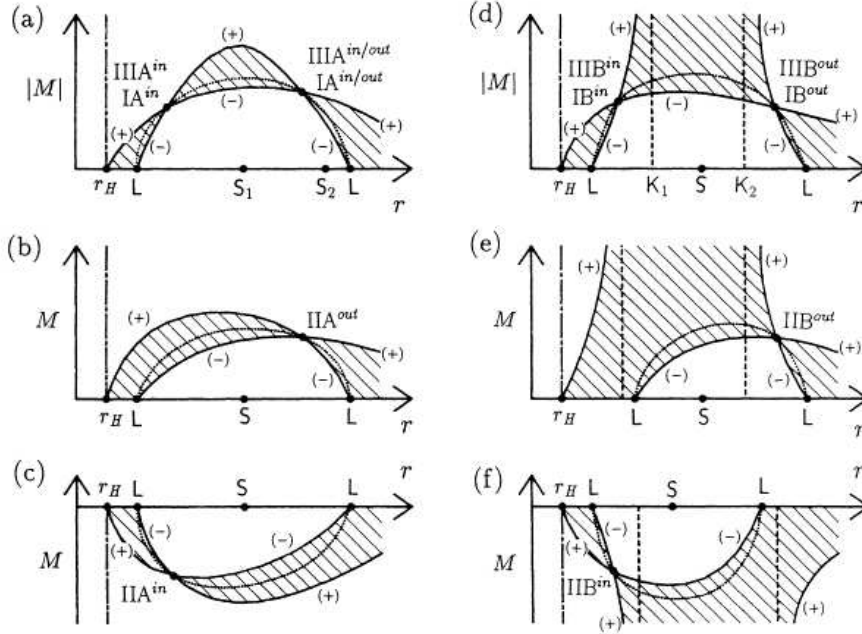 (a)
(+)
IIIA^in
IA^in
IIIA^in/out
IA^in/out
|M|
(+)
(-)
(-)
(-)
(+)
r_H
L
S_1
S_2
L
r
(b)
M
(+)
(-)
IIA^out
(+)
(-)
r_H
L
S
L
r
(c)
r_H
L
S
L
r
M
(-)
(+)
(-)
(+)
IIA^in
(d)
(+)
(+)
IIIB^in
IB^in
IIIB^out
IB^out
|M|
(+)
(-)
(-)
(-)
(+)
r_H
L
K_1
S
K_2
L
r
(e)
(+)
(+)
M
IIB^out
(-)
(-)
(+)
r_H
L
S
L
r
(f)
r_H
L
S
L
r
M
(-)
(+)
(-)
IIB^in
(+)
(+)